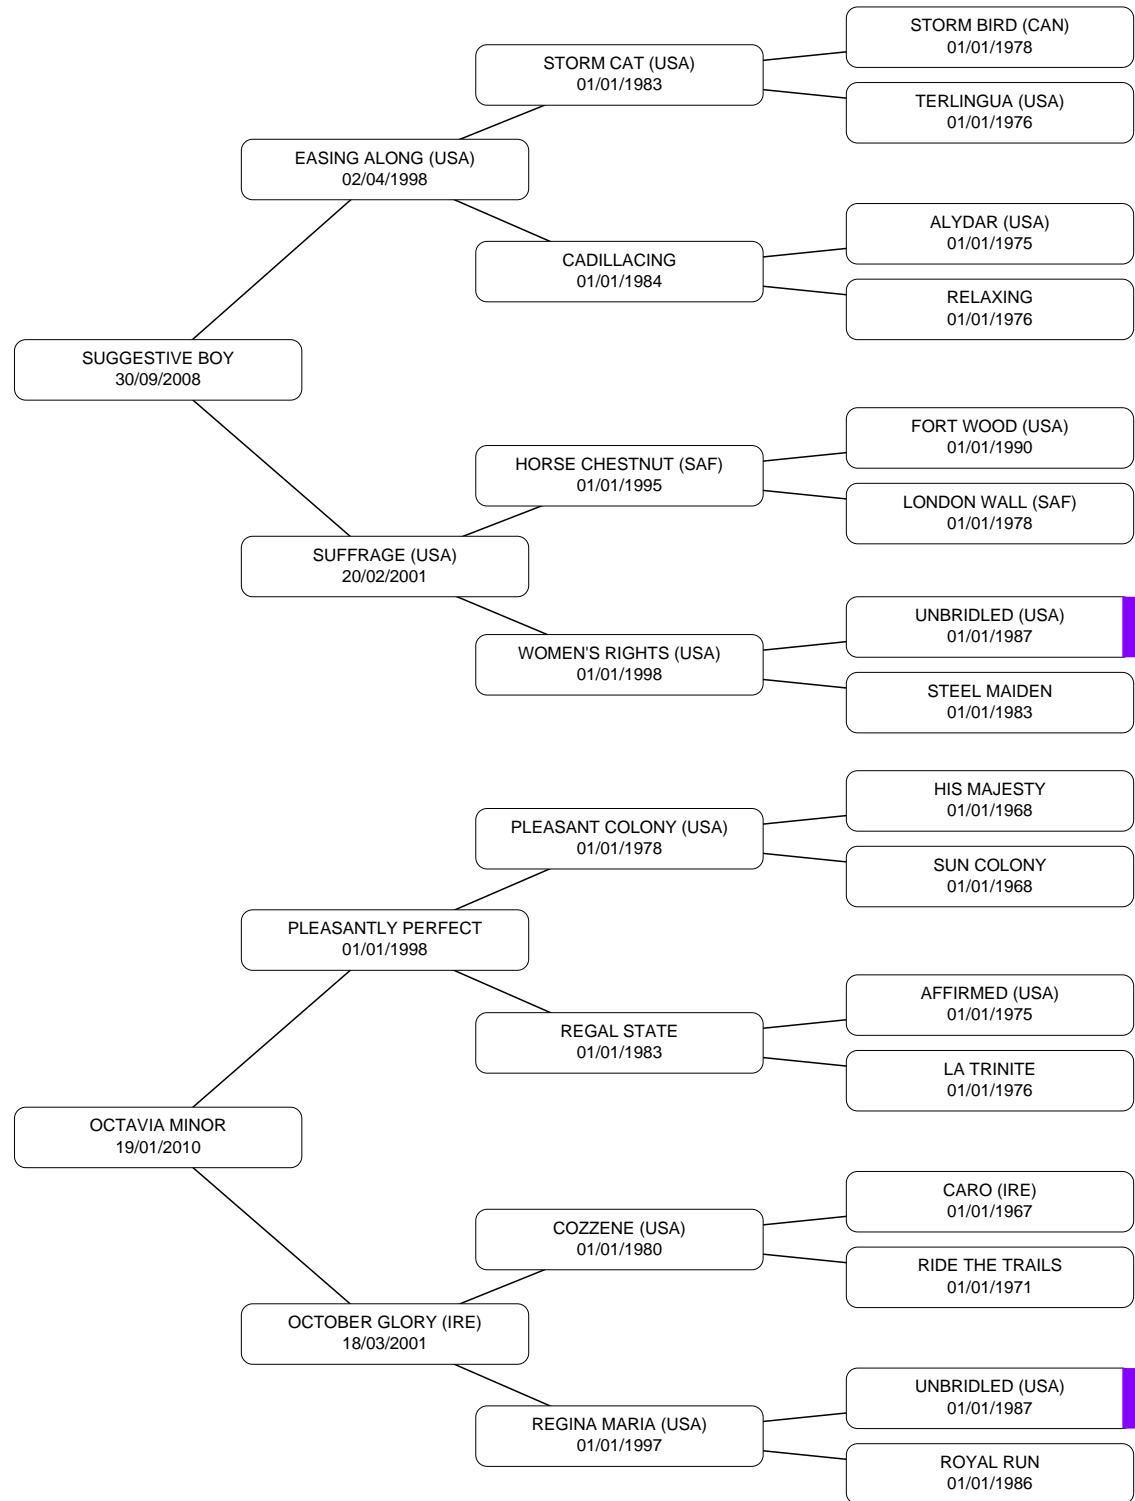 STORM BIRD (CAN)
01/01/1978
STORM CAT (USA)
01/01/1983
TERLINGUA (USA)
01/01/1976
EASING ALONG (USA)
02/04/1998
ALYDAR (USA)
01/01/1975
CADILLACING
01/01/1984
RELAXING
01/01/1976
SUGGESTIVE BOY
30/09/2008
FORT WOOD (USA)
01/01/1990
HORSE CHESTNUT (SAF)
01/01/1995
LONDON WALL (SAF)
01/01/1978
SUFFRAGE (USA)
20/02/2001
UNBRIDLED (USA)
01/01/1987
WOMEN'S RIGHTS (USA)
01/01/1998
STEEL MAIDEN
01/01/1983
HIS MAJESTY
01/01/1968
PLEASANT COLONY (USA)
01/01/1978
SUN COLONY
01/01/1968
PLEASANTLY PERFECT
01/01/1998
AFFIRMED (USA)
01/01/1975
REGAL STATE
01/01/1983
LA TRINITE
01/01/1976
OCTAVIA MINOR
19/01/2010
CARO (IRE)
01/01/1967
COZZENE (USA)
01/01/1980
RIDE THE TRAILS
01/01/1971
OCTOBER GLORY (IRE)
18/03/2001
UNBRIDLED (USA)
01/01/1987
REGINA MARIA (USA)
01/01/1997
ROYAL RUN
01/01/1986